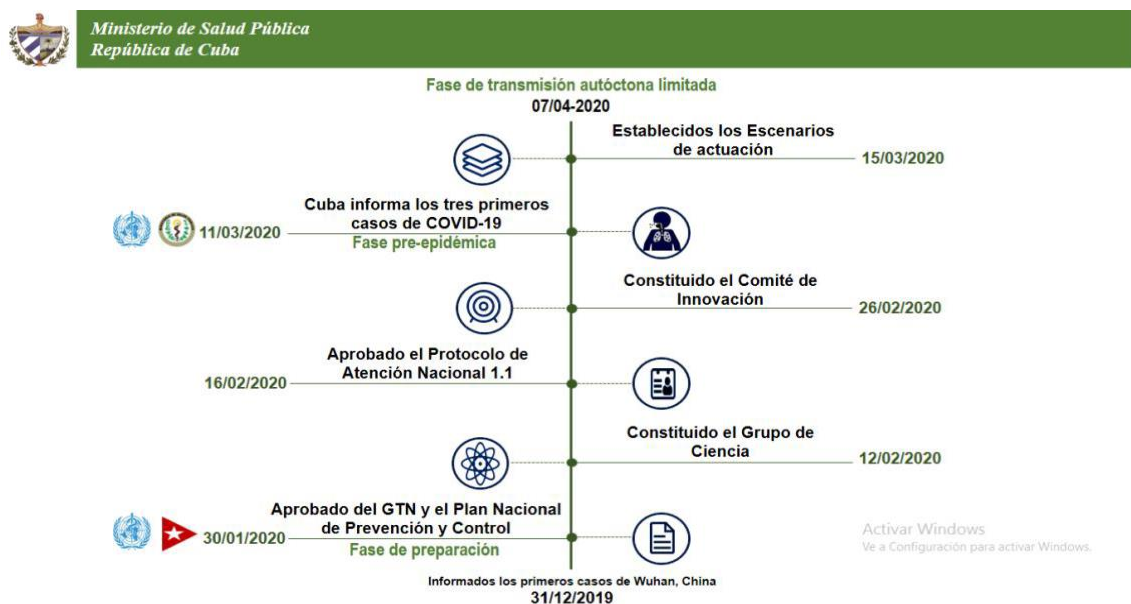 Ministerio de Salud Pública
República de Cuba
Fase de transmisión autóctona limitada
07/04-2020
Establecidos los Escenarios
de actuación
15/03/2020
Cuba informa los tres primeros
casos de COVID-19
11/03/2020
Fase pre-epidémica
Constituido el Comité de
Innovación
26/02/2020
Aprobado el Protocolo de
Atención Nacional 1.1
16/02/2020
Constituido el Grupo de
Ciencia
12/02/2020
Aprobado del GTN y el Plan Nacional
de Prevención y Control
30/01/2020
Fase de preparación
Activar Windows
Ve a Configuración para activar Windows.
Informados los primeros casos de Wuhan, China
31/12/2019